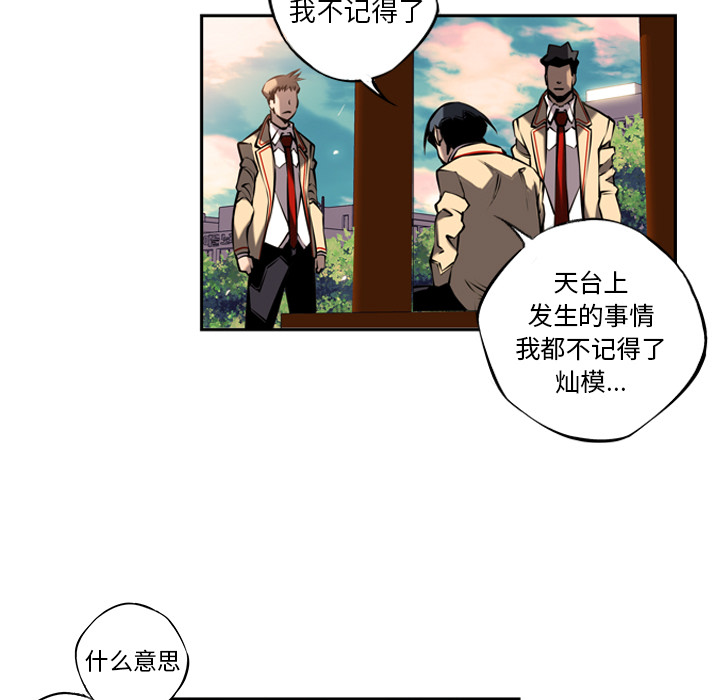 我不记得了
天台上
发生的事情
我都不记得了
灿模...
什么意思